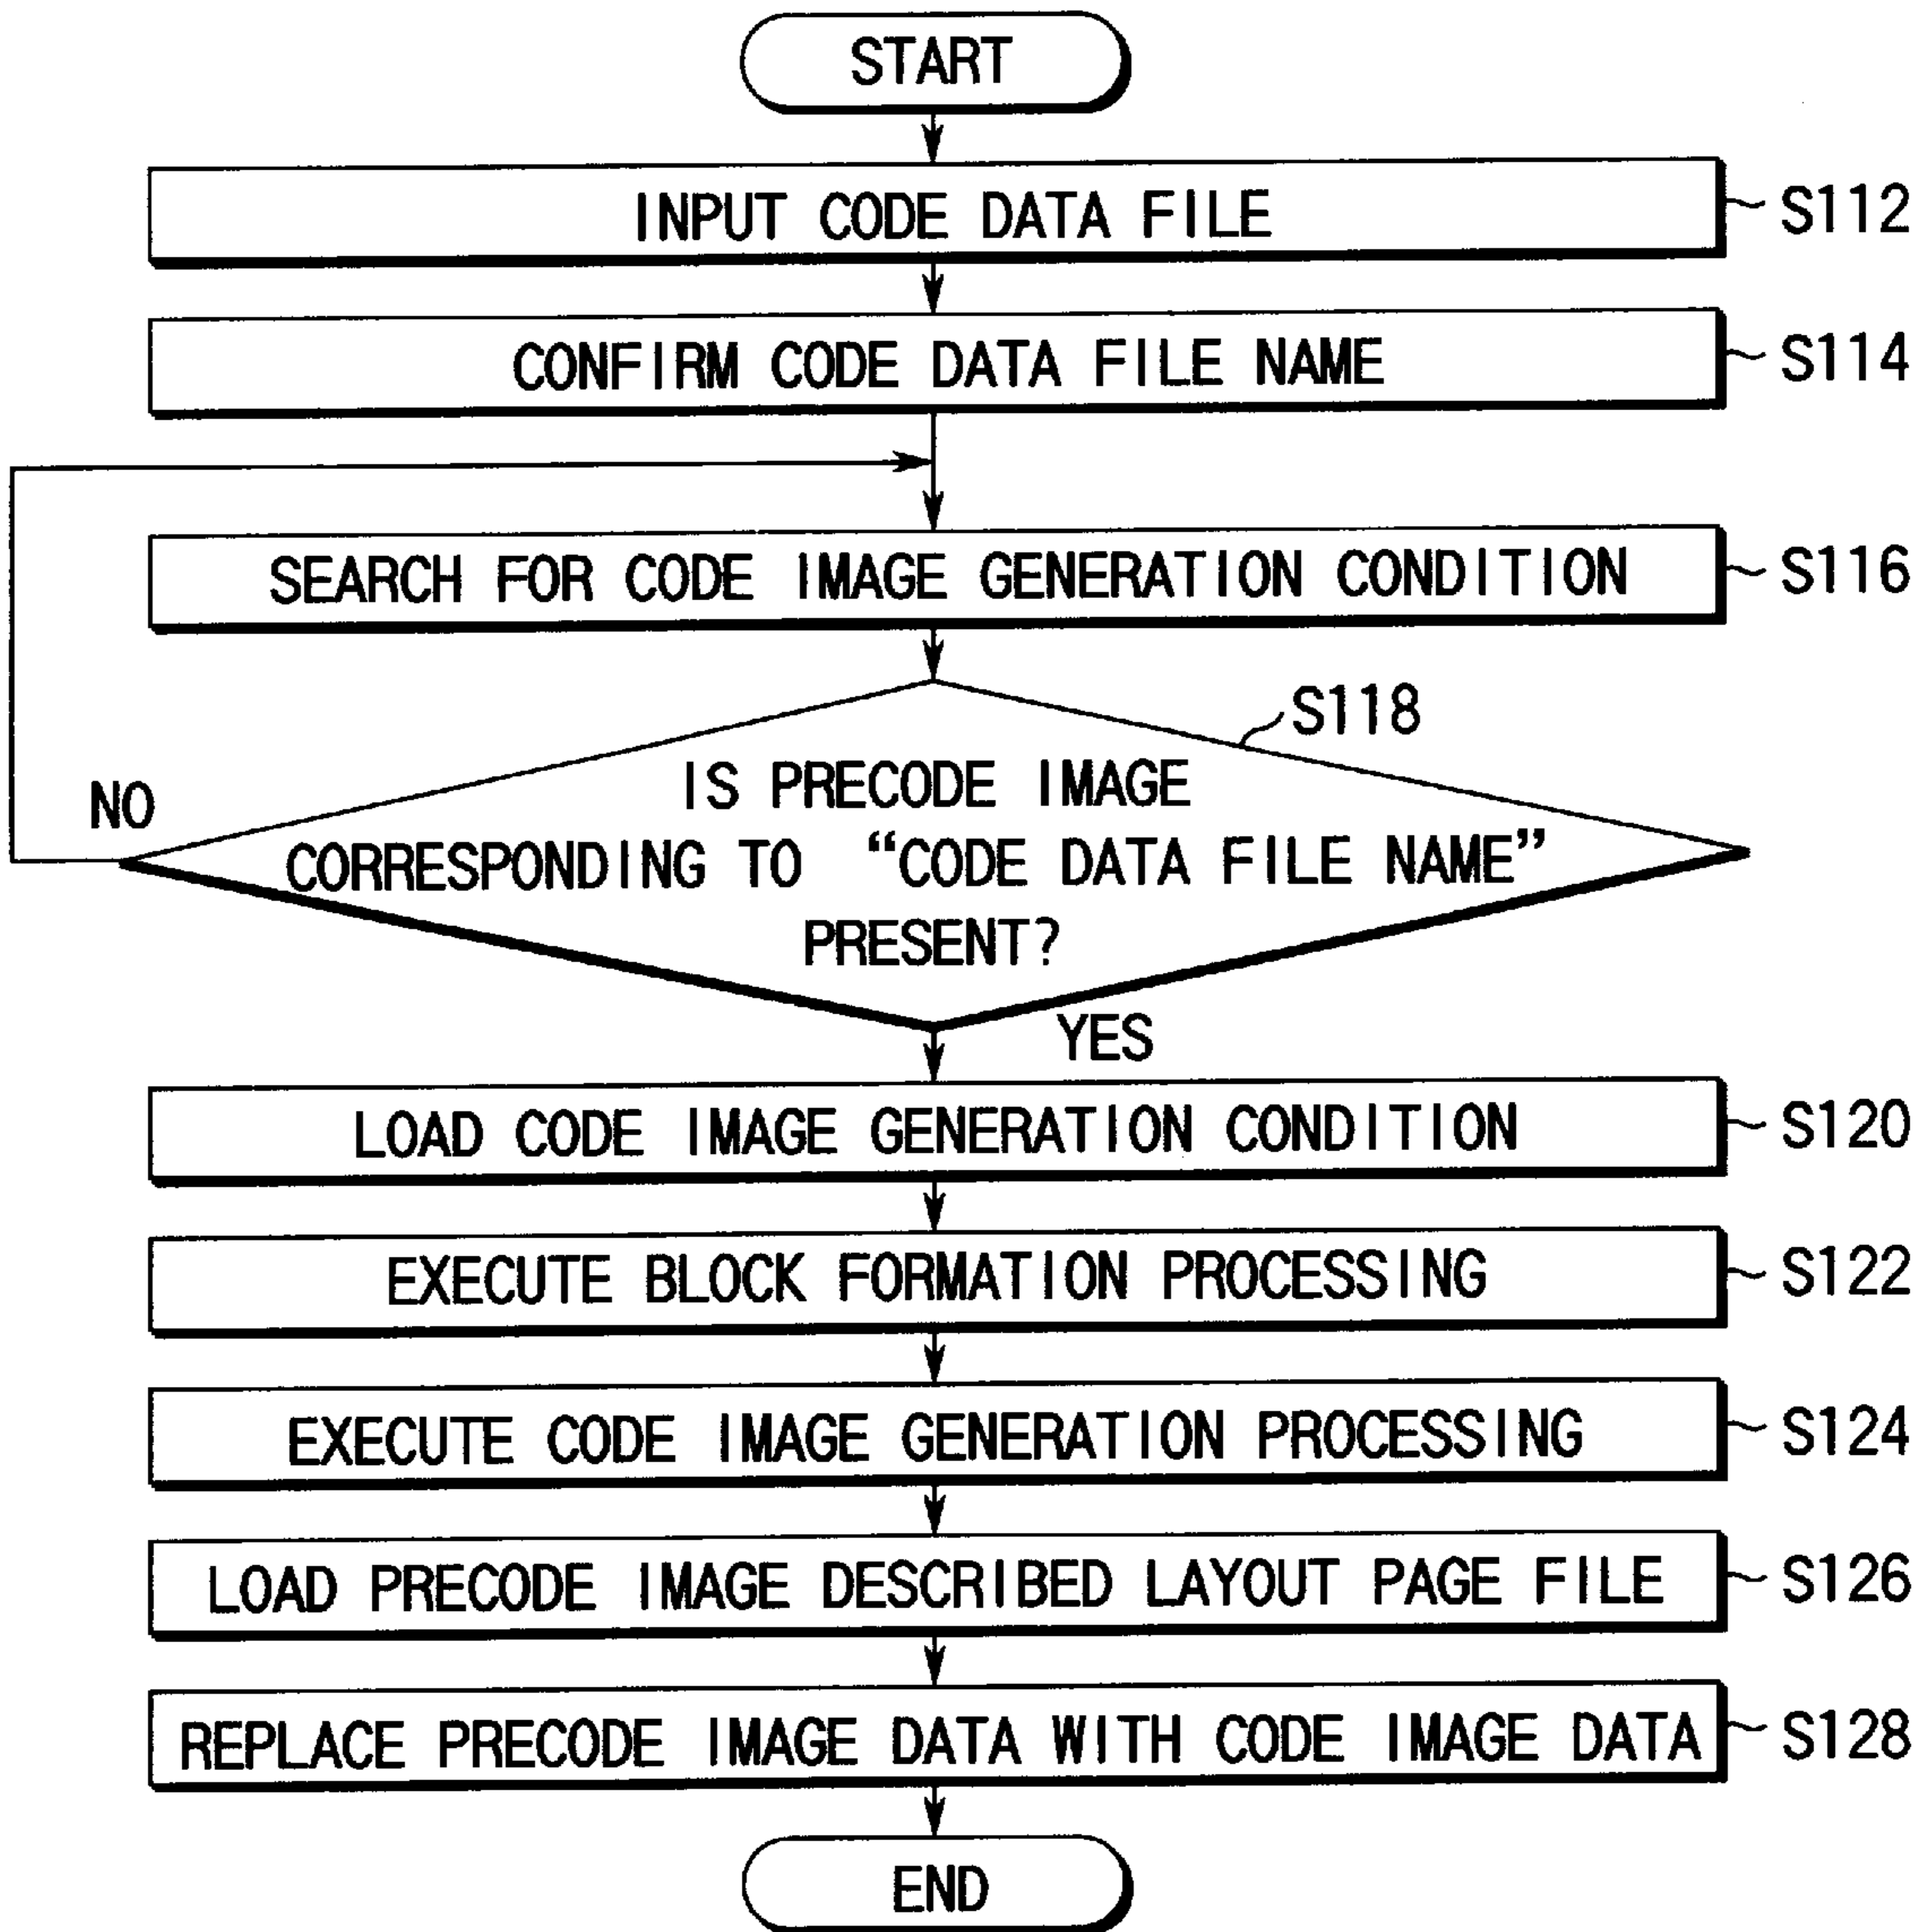 START
INPUT CODE DATA FILE
S112
CONFIRM CODE DATA FILE NAME
S114
SEARCH FOR CODE IMAGE GENERATION CONDITION
S116
S118
IS PRECODE IMAGE
CORRESPONDING TO “CODE DATA FILE NAME”
PRESENT?
NO
YES
LOAD CODE IMAGE GENERATION CONDITION
S120
EXECUTE BLOCK FORMATION PROCESSING
S122
EXECUTE CODE IMAGE GENERATION PROCESSING
S124
LOAD PRECODE IMAGE DESCRIBED LAYOUT PAGE FILE
S126
REPLACE PRECODE IMAGE DATA WITH CODE IMAGE DATA
S128
END